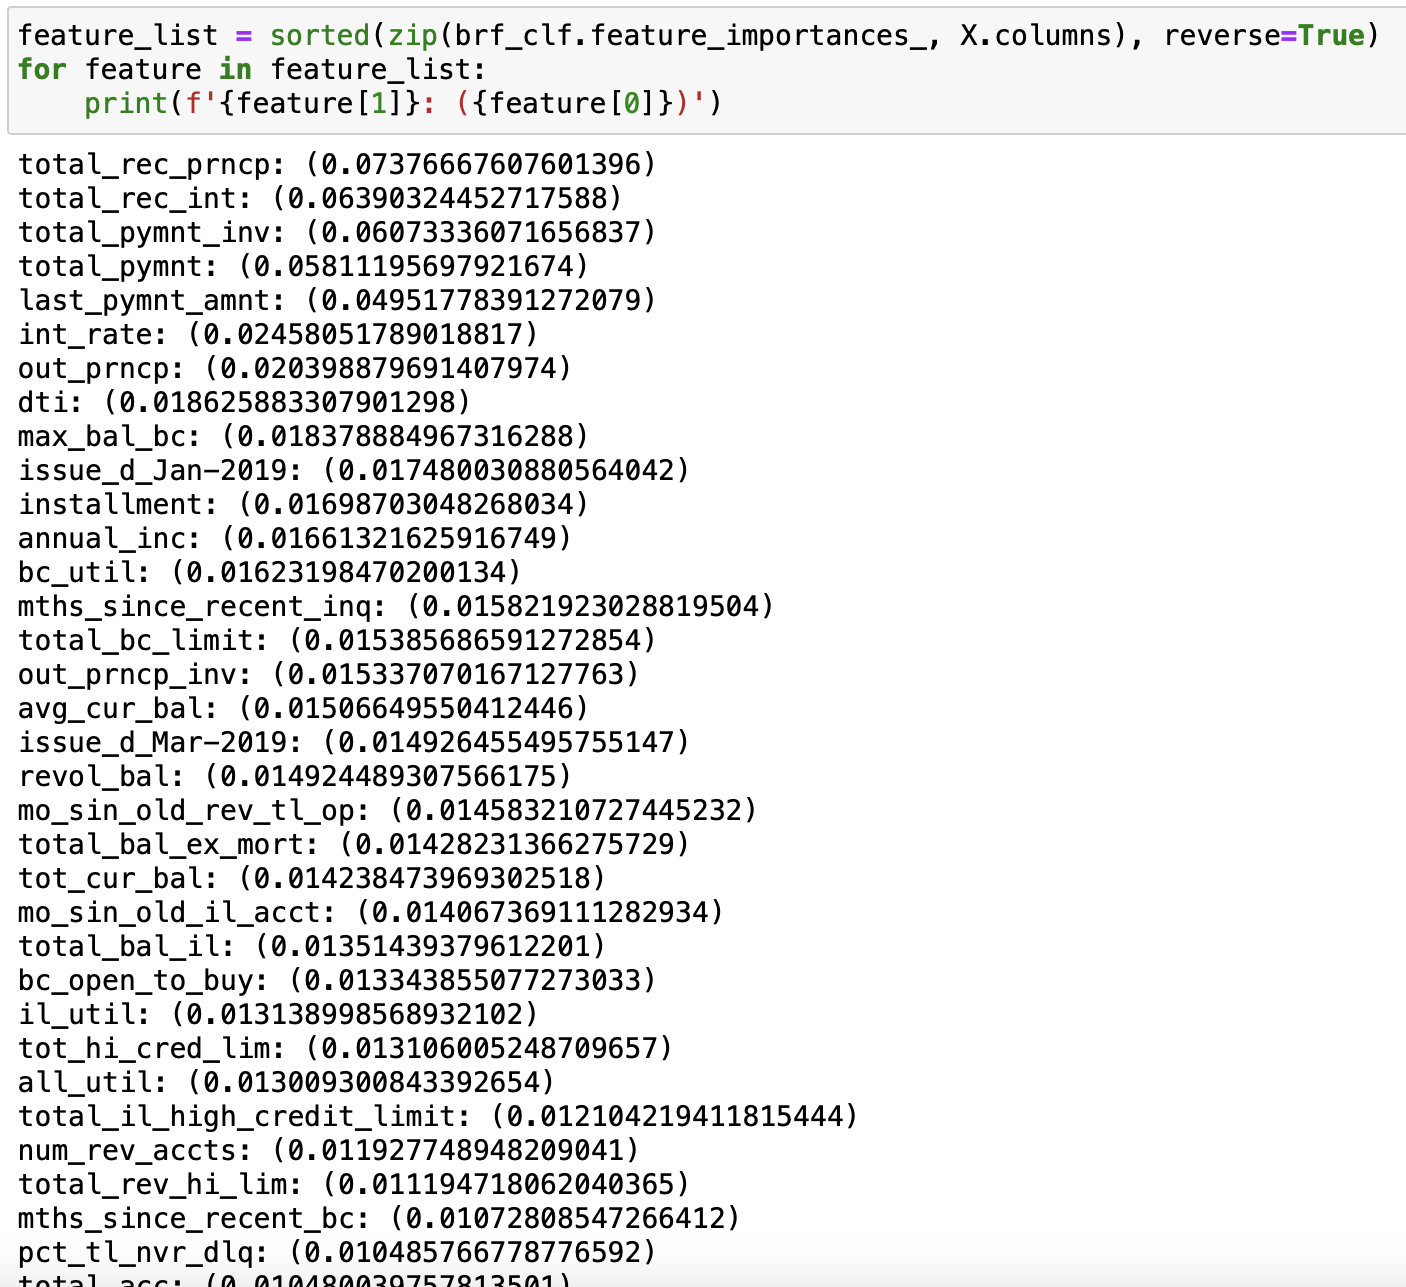 feature_list = sorted(zip(brf_clf.feature_importances_, X.columns), reverse=True)
for feature in feature_list:
    print(f'{feature[1]}: ({feature[0]})')
total_rec_prncp: (0.07376667607601396)
total_rec_int: (0.06390324452717588)
total_pymnt_inv: (0.06073336071656837)
total_pymnt: (0.05811195697921674)
last_pymnt_amnt: (0.04951778391272079)
int_rate: (0.02458051789018817)
out_prncp: (0.020398879691407974)
dti: (0.018625883307901298)
max_bal_bc: (0.018378884967316288)
issue_d_Jan-2019: (0.017480030880564042)
installment: (0.01698703048268034)
annual_inc: (0.01661321625916749)
bc_util: (0.01623198470200134)
mths_since_recent_inq: (0.015821923028819504)
total_bc_limit: (0.015385686591272854)
out_prncp_inv: (0.015337070167127763)
avg_cur_bal: (0.01506649550412446)
issue_d_Mar-2019: (0.014926455495755147)
revol_bal: (0.014924489307566175)
mo_sin_old_rev_tl_op: (0.014583210727445232)
total_bal_ex_mort: (0.01428231366275729)
tot_cur_bal: (0.014238473969302518)
mo_sin_old_il_acct: (0.014067369111282934)
total_bal_il: (0.01351439379612201)
bc_open_to_buy: (0.013343855077273033)
il_util: (0.013138998568932102)
tot_hi_cred_lim: (0.013106005248709657)
all_util: (0.013009300843392654)
total_il_high_credit_limit: (0.012104219411815444)
num_rev_accts: (0.011927748948209041)
total_rev_hi_lim: (0.011194718062040365)
mths_since_recent_bc: (0.01072808547266412)
pct_tl_nvr_dlq: (0.010485766778776592)
total_acc: (0.010480039757813501)